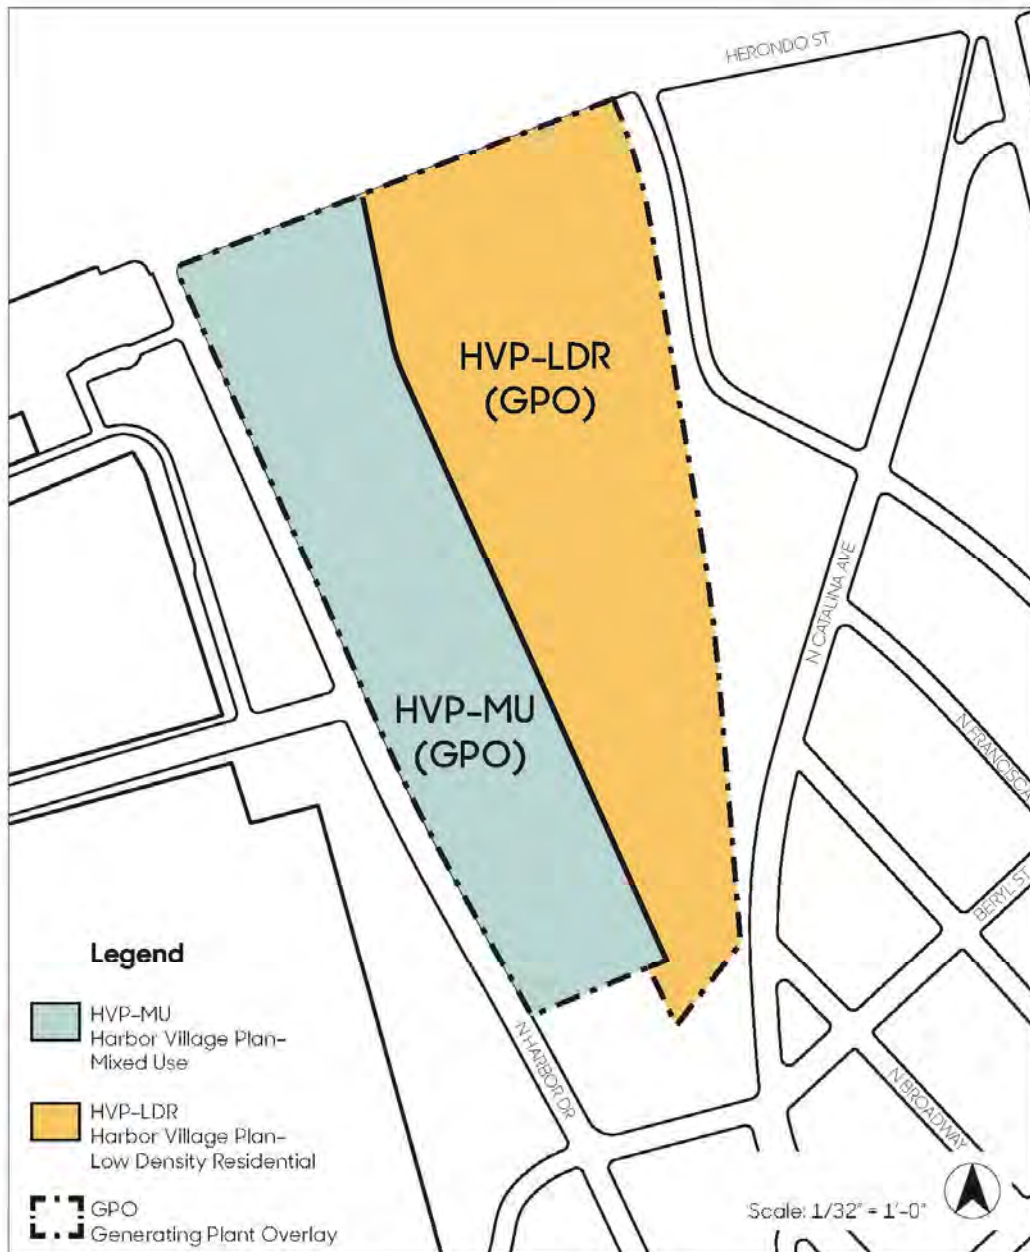 HERONDO ST
HVP-LDR
(GPO)
N CATALINA AVE
HVP-MU
(GPO)
N FRANCISCA
BERYL ST
N HARBOR DR
N BROADWAY
Legend
HVP-MU
Harbor Village Plan-
Mixed Use
HVP-LDR
Harbor Village Plan-
Low Density Residential
GPO
Generating Plant Overlay
Scale: 1/32" = 1'-0"